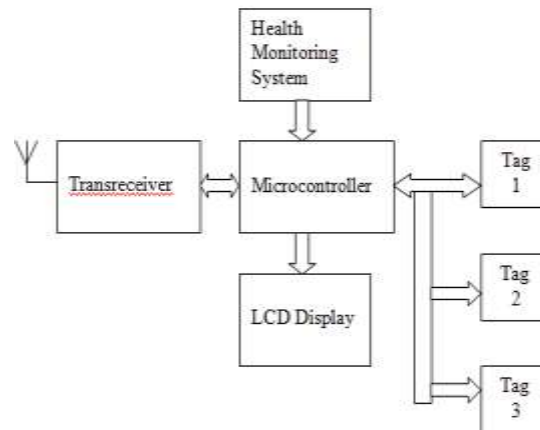 Health
Monitoring
System
Transreceiver
Microcontroller
Tag
1
LCD Display
Tag
2
Tag
3